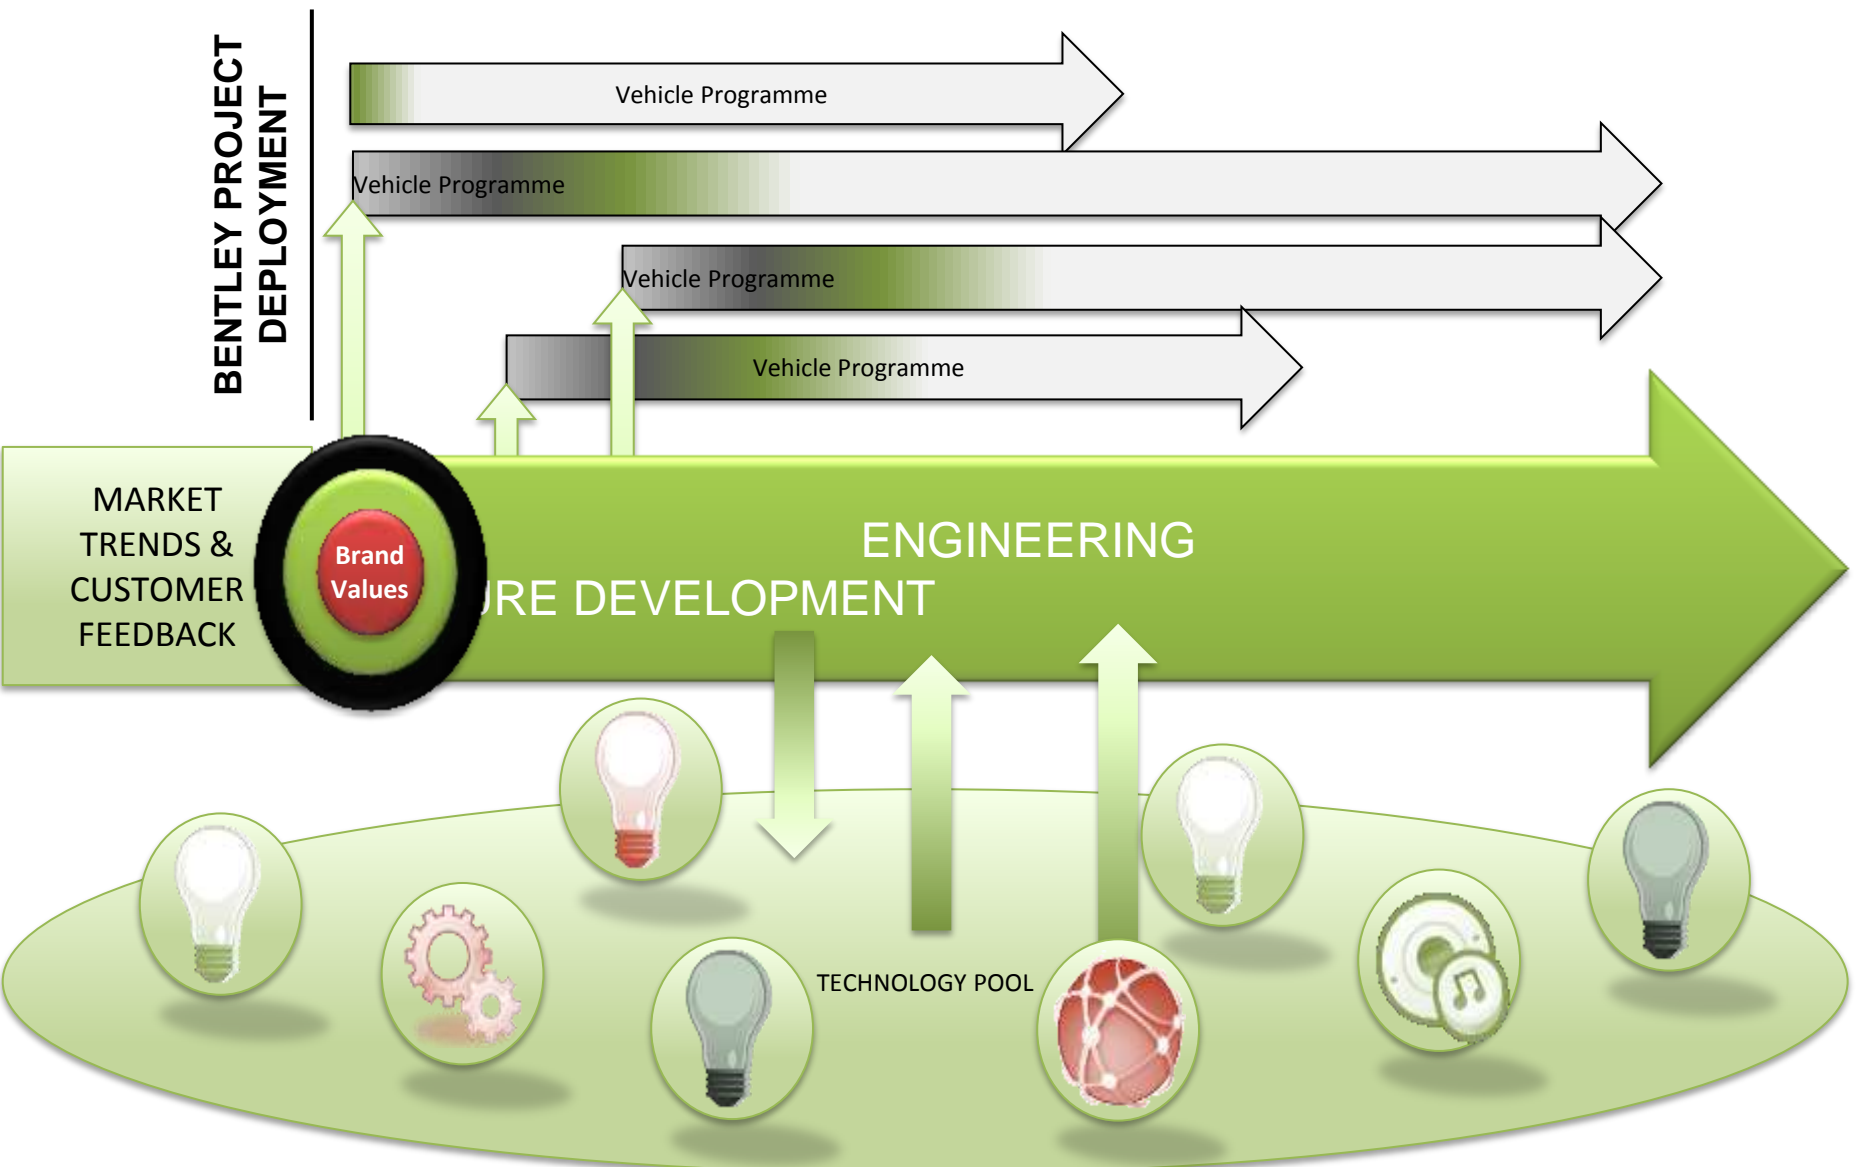 BENTLEY PROJECT
DEPLOYMENT
Vehicle Programme
Vehicle Programme
Vehicle Programme
Vehicle Programme
MARKET
TRENDS &
CUSTOMER
FEEDBACK
Brand
Values
ENGINEERING
URE DEVELOPMENT
TECHNOLOGY POOL